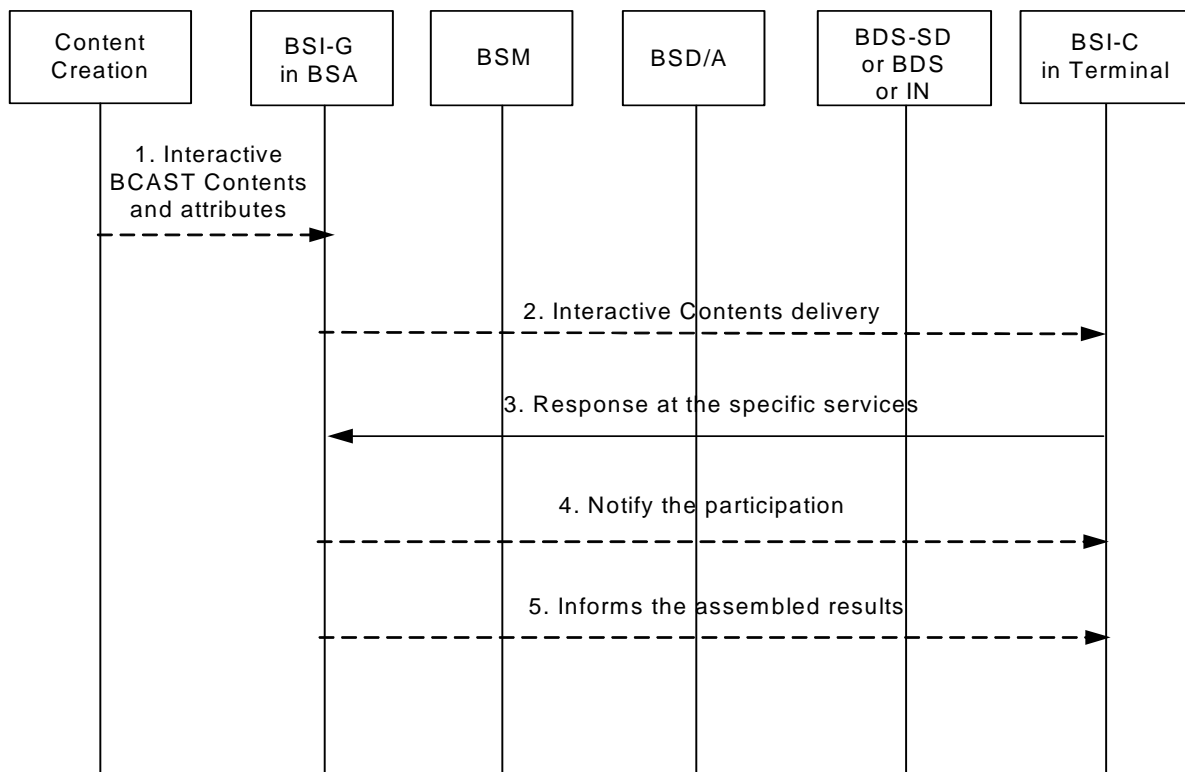 Content
Creation
BSI-G
in BSA
BSM
BSD/A
BDS-SD
or BDS
or IN
BSI-C
in Terminal
1. Interactive
BCAST Contents
and attributes
2. Interactive Contents delivery
3. Response at the specific services
4. Notify the participation
5. Informs the assembled results